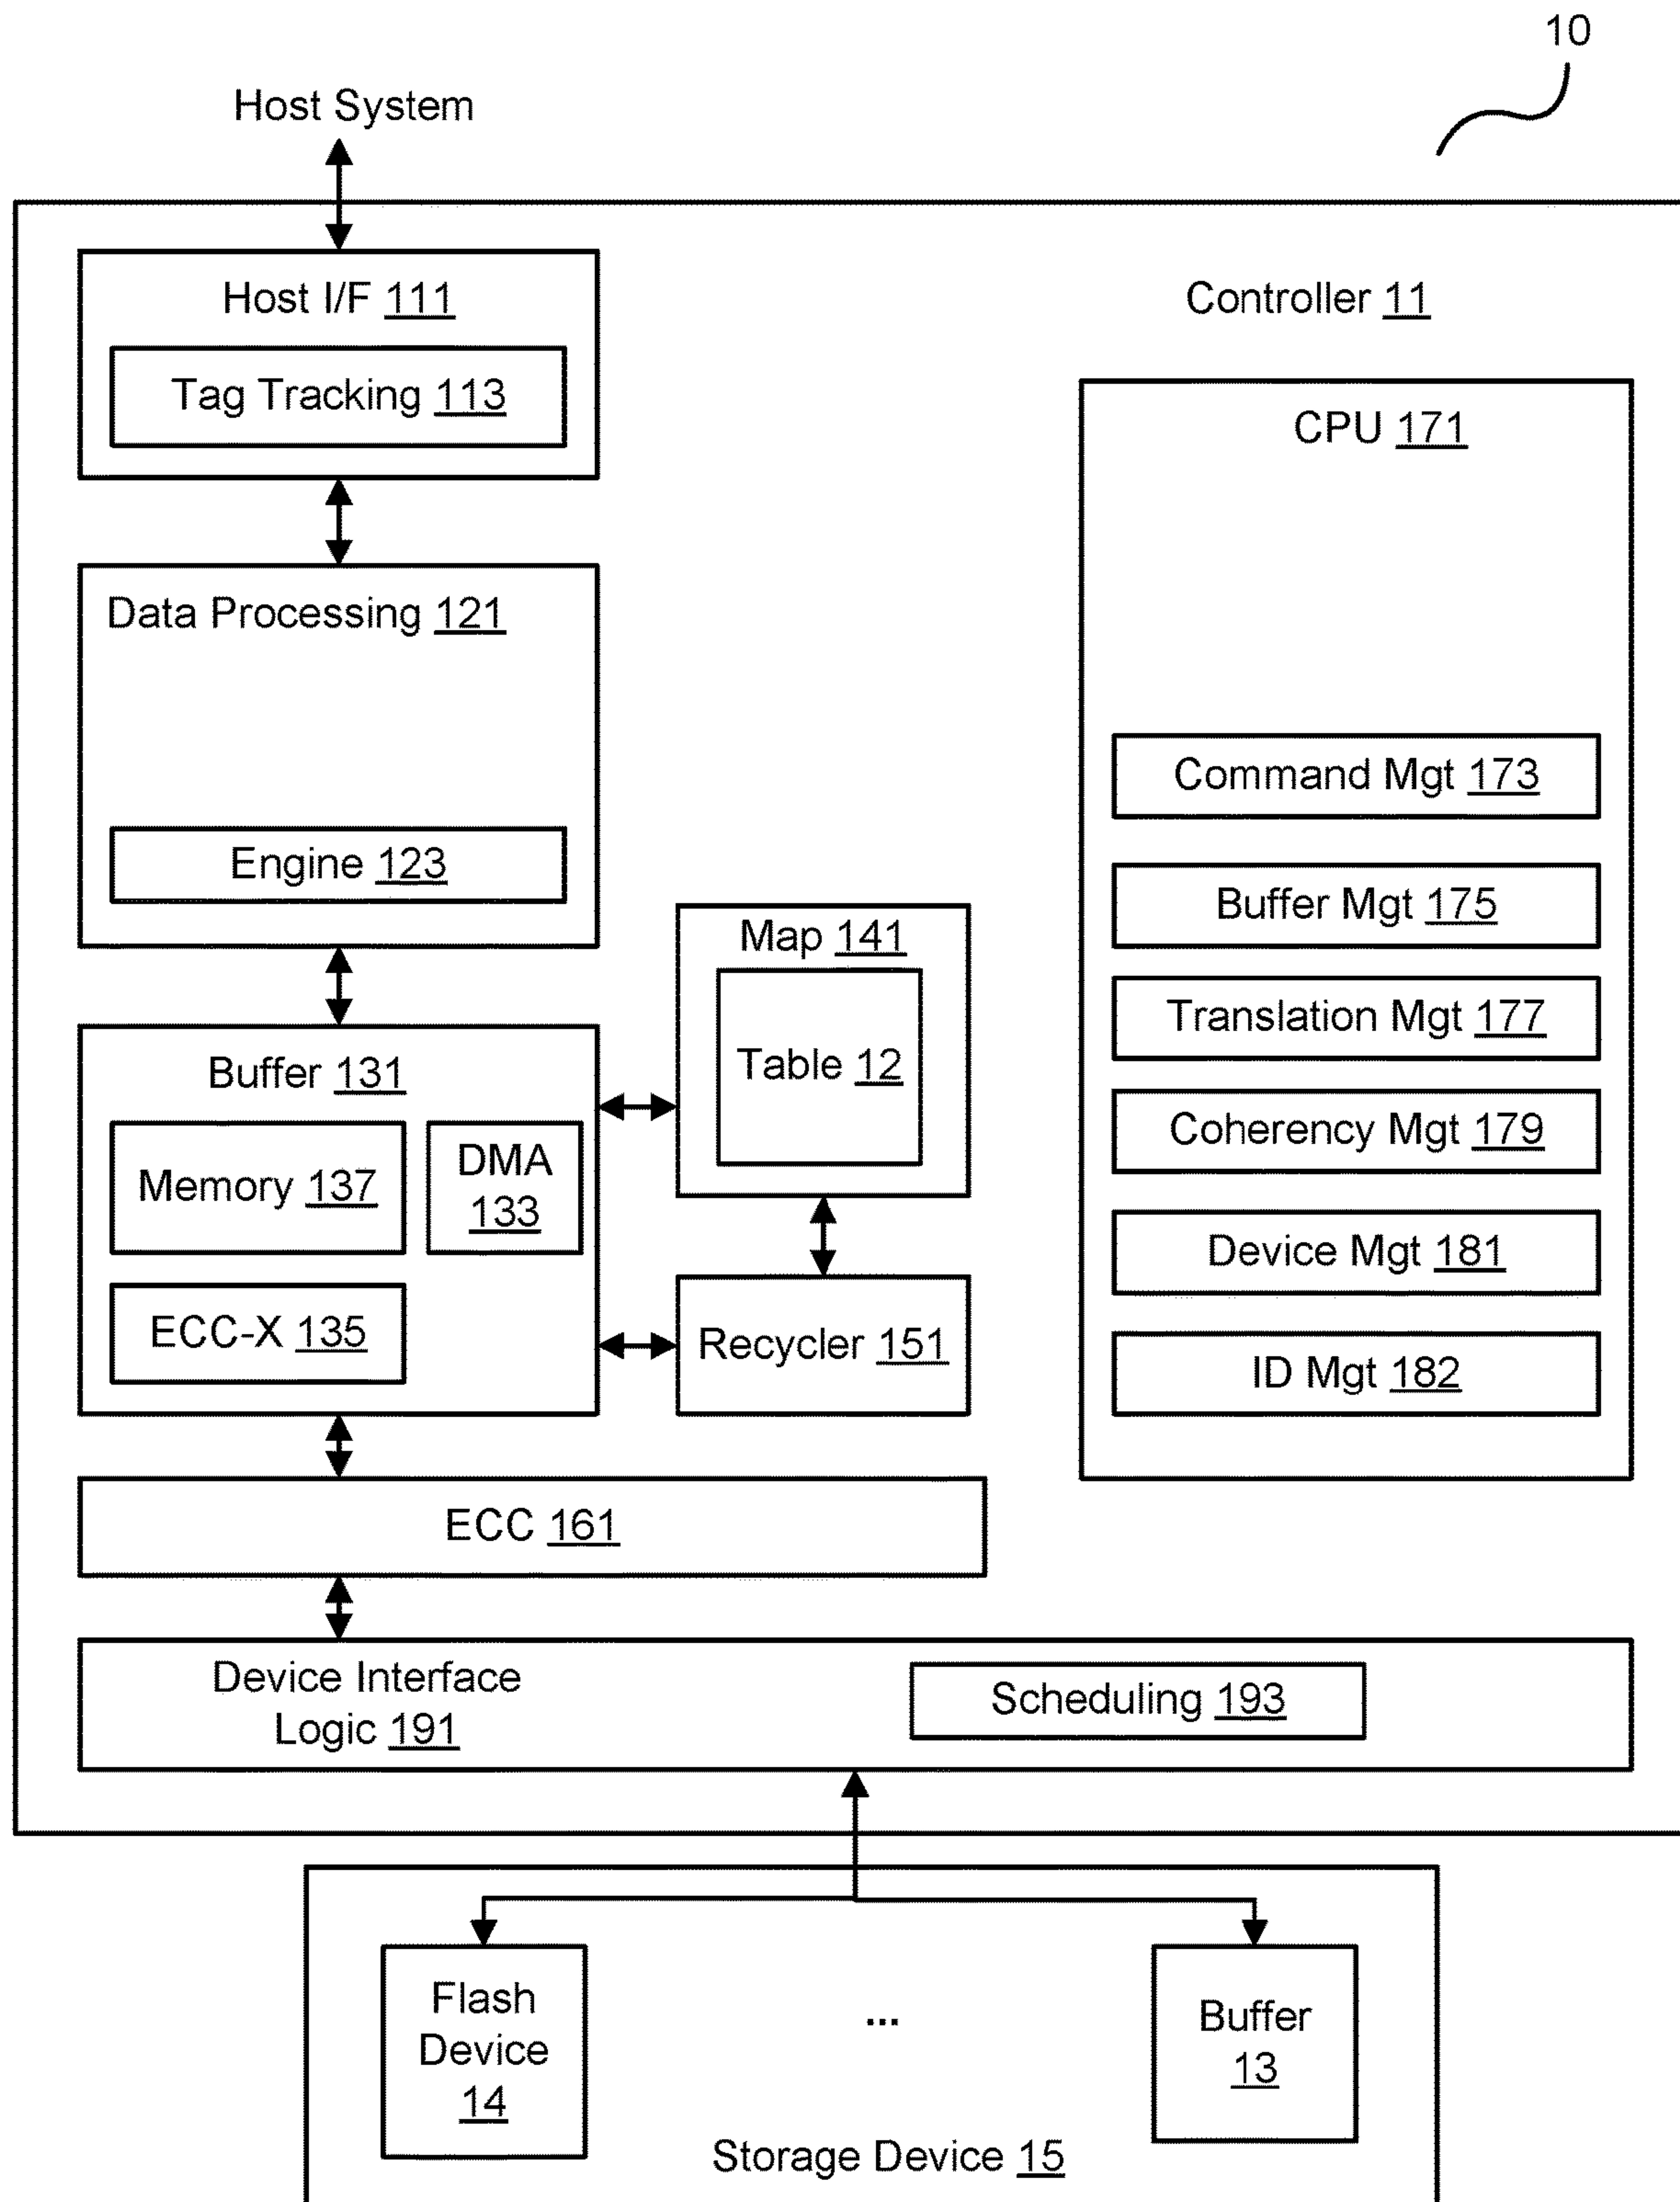 10
Host System
Host I/F 111
Controller 11
Tag Tracking 113
CPU 171
Data Processing 121
Command Mgt 173
Engine 123
Buffer Mgt 175
Map 141
Translation Mgt 177
Table 12
Buffer 131
Coherency Mgt 179
Memory 137
DMA
133
Device Mgt 181
ECC-X 135
Recycler 151
ID Mgt 182
ECC 161
Device Interface
Logic 191
Scheduling 193
Flash
Device
14
...
Buffer
13
Storage Device 15